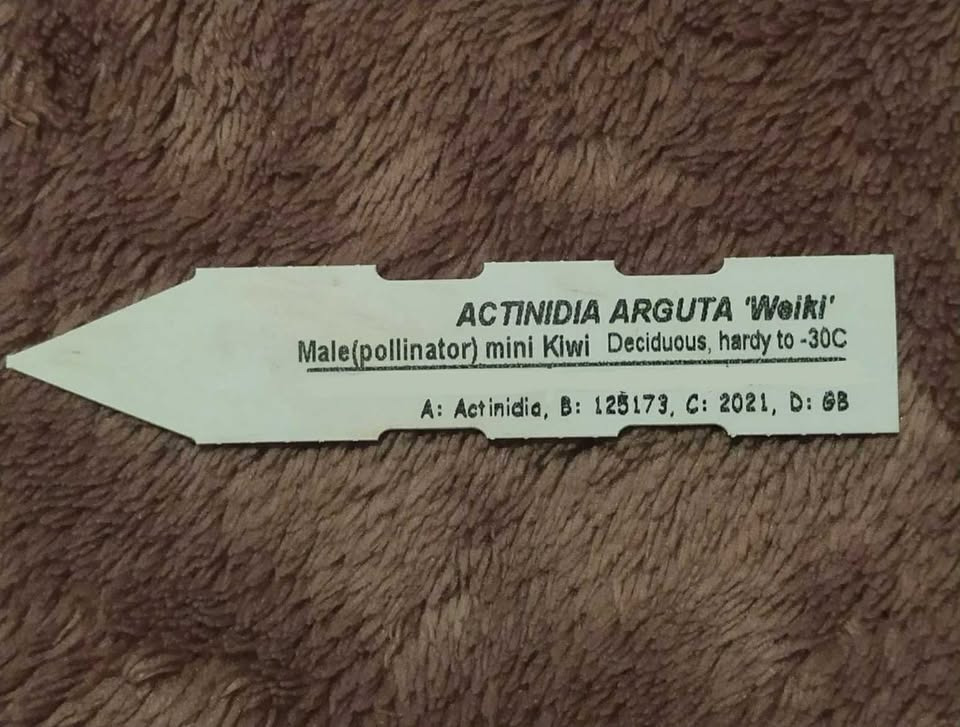 ACTINIDIA ARGUTA 'Weiki'
Male(pollinator) mini Kiwi Deciduous, hardy to -30C
A: Actinidia, B: 125173, C: 2021, D: GB